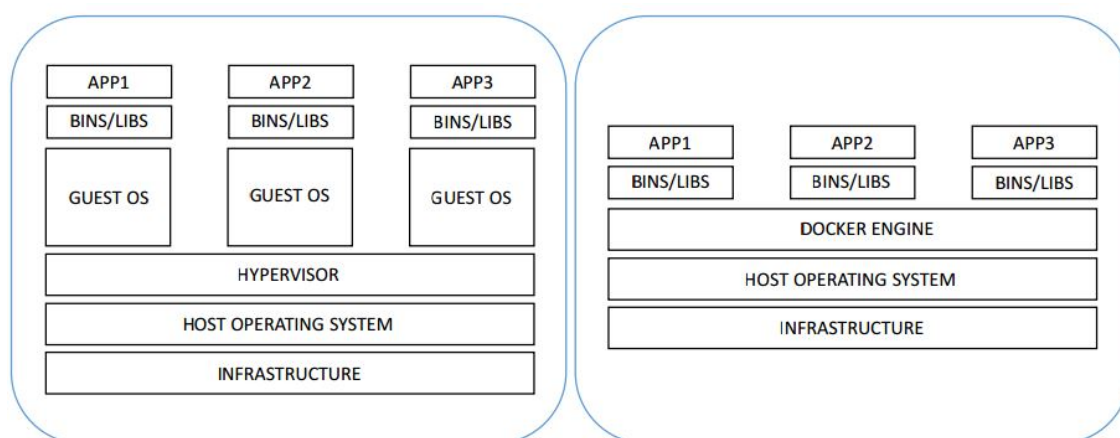 APP1
APP2
APP3
BINS/LIBS
BINS/LIBS
BINS/LIBS
GUEST OS
GUEST OS
GUEST OS
HYPERVISOR
HOST OPERATING SYSTEM
INFRASTRUCTURE
APP1
APP2
APP3
BINS/LIBS
BINS/LIBS
BINS/LIBS
DOCKER ENGINE
HOST OPERATING SYSTEM
INFRASTRUCTURE